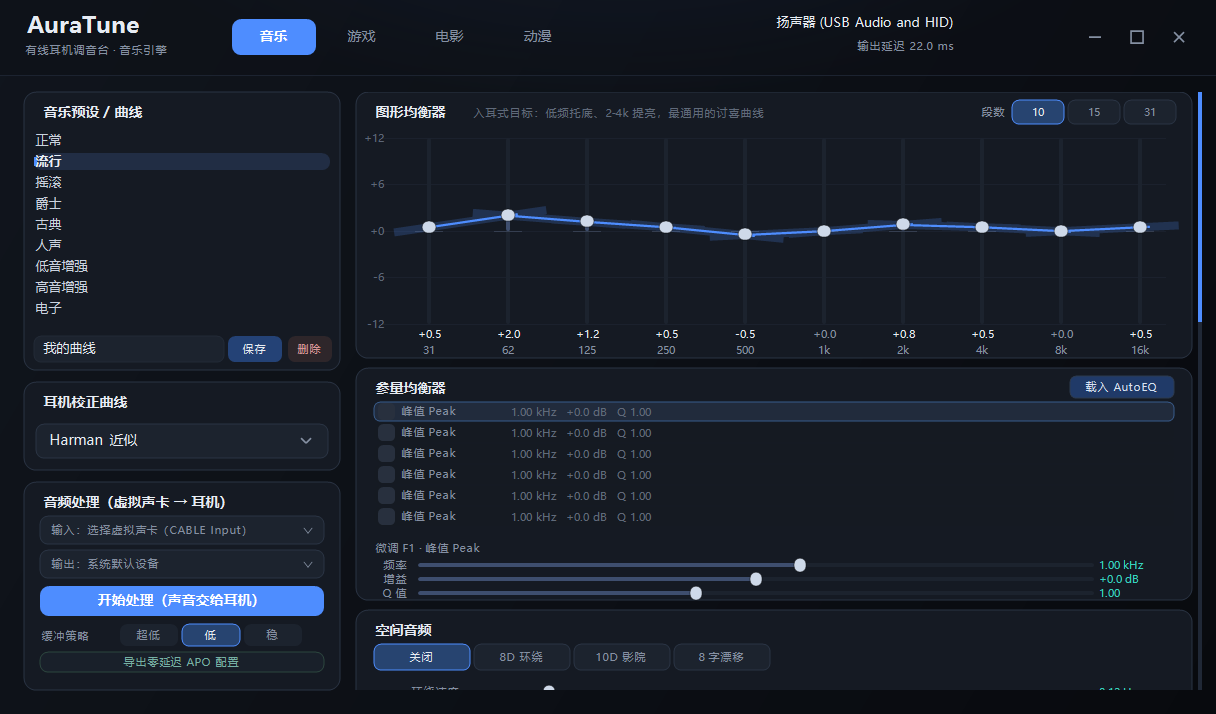 AuraTune
有线耳机调音台 · 音乐引擎
音乐 游戏 电影 动漫
扬声器 (USB Audio and HID)
输出延迟 22.0 ms
音乐预设 / 曲线
正常
流行
摇滚
爵士
古典
人声
低音增强
高音增强
电子
我的曲线 保存 删除
耳机校正曲线
Harman 近似
音频处理（虚拟声卡 → 耳机）
输入：选择虚拟声卡（CABLE Input）
输出：系统默认设备
开始处理（声音交给耳机）
缓冲策略 超低 低 稳
导出零延迟 APO 配置
图形均衡器 入耳式目标：低频托底、2-4k 提亮，最通用的讨喜曲线 段数 10 15 31
+12
+6
+0
-6
-12
+0.5 +2.0 +1.2 +0.5 -0.5 +0.0 +0.8 +0.5 +0.0 +0.5
31 62 125 250 500 1k 2k 4k 8k 16k
参量均衡器 载入 AutoEQ
峰值 Peak 1.00 kHz +0.0 dB Q 1.00
峰值 Peak 1.00 kHz +0.0 dB Q 1.00
峰值 Peak 1.00 kHz +0.0 dB Q 1.00
峰值 Peak 1.00 kHz +0.0 dB Q 1.00
峰值 Peak 1.00 kHz +0.0 dB Q 1.00
峰值 Peak 1.00 kHz +0.0 dB Q 1.00
微调 F1 · 峰值 Peak
频率 1.00 kHz
增益 +0.0 dB
Q 值 1.00
空间音频
关闭 8D 环绕 10D 影院 8 字漂移